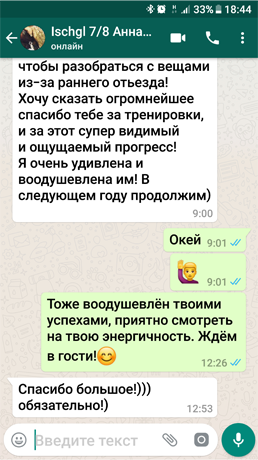 33% 18:44
Ischgl 7/8 Анна...
онлайн
чтобы разобраться с вещами
из-за раннего отьезда!
Хочу сказать огромнейшее
спасибо тебе за тренировки,
и за этот супер видимый
и ощущаемый прогресс!
Я очень удивлена и
воодушевлена им! В
следующем году продолжим)
9:00
Окей 9:01
9:01
Тоже воодушевлён твоими
успехами, приятно смотреть
на твою энергичность. Ждём
в гости!😊
12:26
Спасибо большое!)))
обязательно!)
12:53
Введите текст